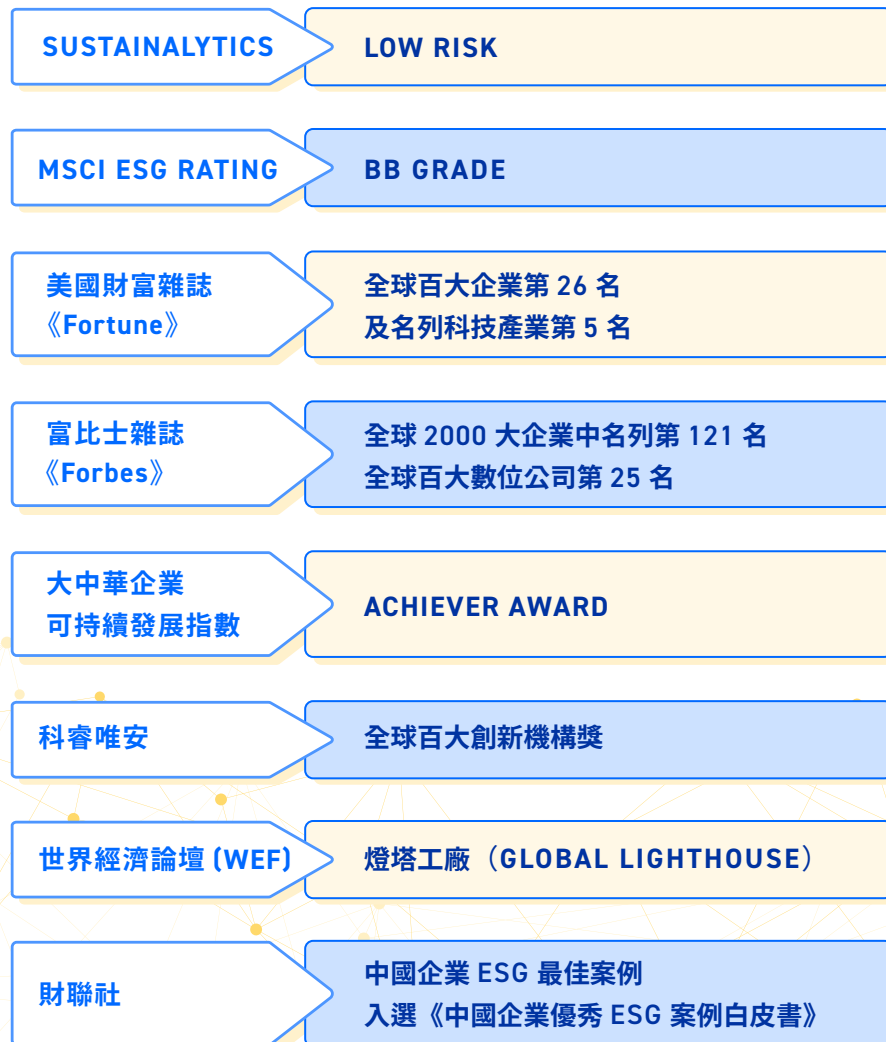 SUSTAINALYTICS
LOW RISK
MSCI ESG RATING
BB GRADE
美國財富雜誌
《Fortune》
全球百大企業第 26 名
及名列科技產業第 5 名
富比士雜誌
《Forbes》
全球 2000 大企業中名列第 121 名
全球百大數位公司第 25 名
大中華企業
可持續發展指數
ACHIEVER AWARD
科睿唯安
全球百大創新機構獎
世界經濟論壇 (WEF)
燈塔工廠（GLOBAL LIGHTHOUSE）
財聯社
中國企業 ESG 最佳案例
入選《中國企業優秀 ESG 案例白皮書》